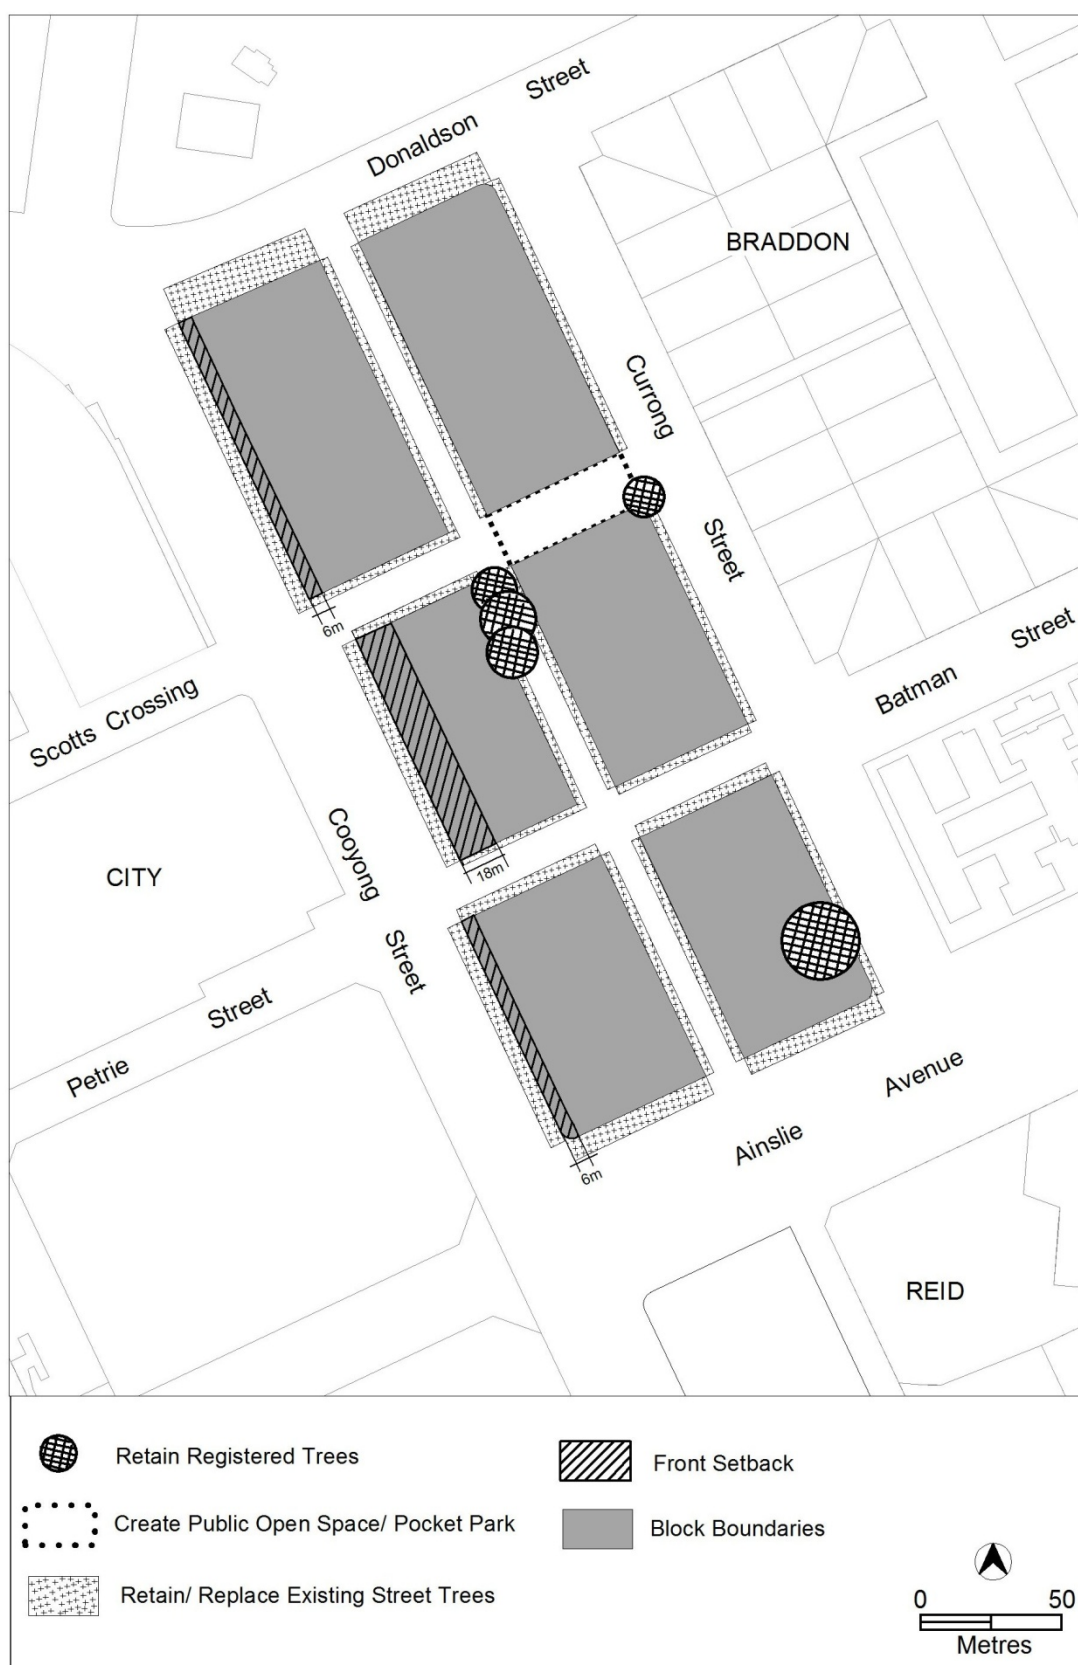 Donaldson Street
BRADDON
Currong Street
6m
Scotts Crossing
Batman Street
Cooyong Street
18m
CITY
Petrie Street
Ainslie Avenue
6m
REID
Retain Registered Trees
Front Setback
Create Public Open Space/ Pocket Park
Block Boundaries
Retain/ Replace Existing Street Trees
0 50
Metres